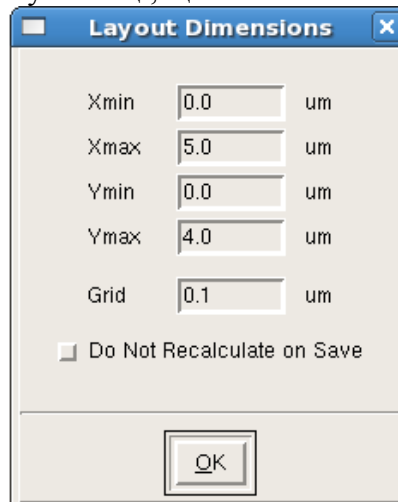 Layout Dimensions
Xmin 0.0 um
Xmax 5.0 um
Ymin 0.0 um
Ymax 4.0 um
Grid 0.1 um
Do Not Recalculate on Save
OK